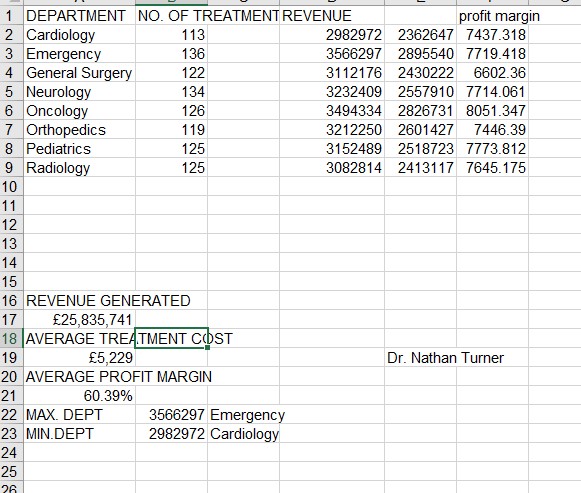 1 DEPARTMENT NO. OF TREATMENT REVENUE profit margin
2 Cardiology 113 2982972 2362647 7437.318
3 Emergency 136 3566297 2895540 7719.418
4 General Surgery 122 3112176 2430222 6602.36
5 Neurology 134 3232409 2557910 7714.061
6 Oncology 126 3494334 2826731 8051.347
7 Orthopedics 119 3212250 2601427 7446.39
8 Pediatrics 125 3152489 2518723 7773.812
9 Radiology 125 3082814 2413117 7645.175
10
11
12
13
14
15
16 REVENUE GENERATED
17 £25,835,741
18 AVERAGE TREATMENT COST
19 £5,229 Dr. Nathan Turner
20 AVERAGE PROFIT MARGIN
21 60.39%
22 MAX. DEPT 3566297 Emergency
23 MIN.DEPT 2982972 Cardiology
24
25
26